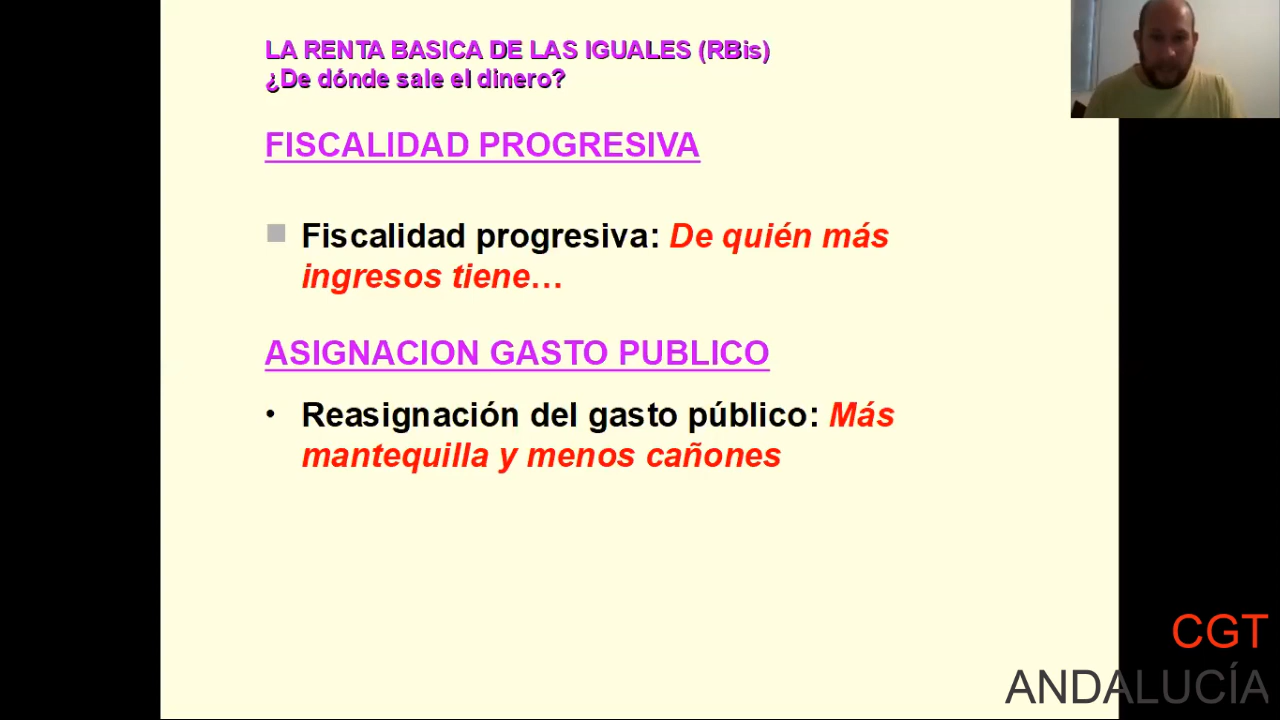 LA RENTA BASICA DE LAS IGUALES (RBis)
¿De dónde sale el dinero?
FISCALIDAD PROGRESIVA
Fiscalidad progresiva: De quién más
ingresos tiene…
ASIGNACION GASTO PUBLICO
• Reasignación del gasto público: Más
mantequilla y menos cañones
CGT
ANDALUCÍA